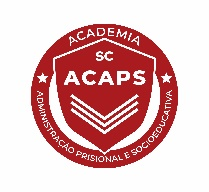 ACADEMIA
SC
ACAPS
ADMINISTRAÇÃO PRISIONAL E SOCIOEDUCATIVA